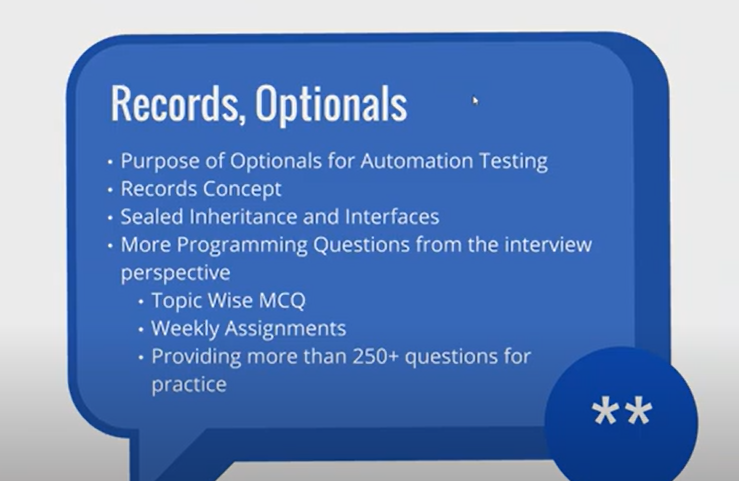 Records, Optionals
• Purpose of Optionals for Automation Testing
• Records Concept
• Sealed Inheritance and Interfaces
• More Programming Questions from the interview
perspective
• Topic Wise MCQ
• Weekly Assignments
• Providing more than 250+ questions for
practice
**